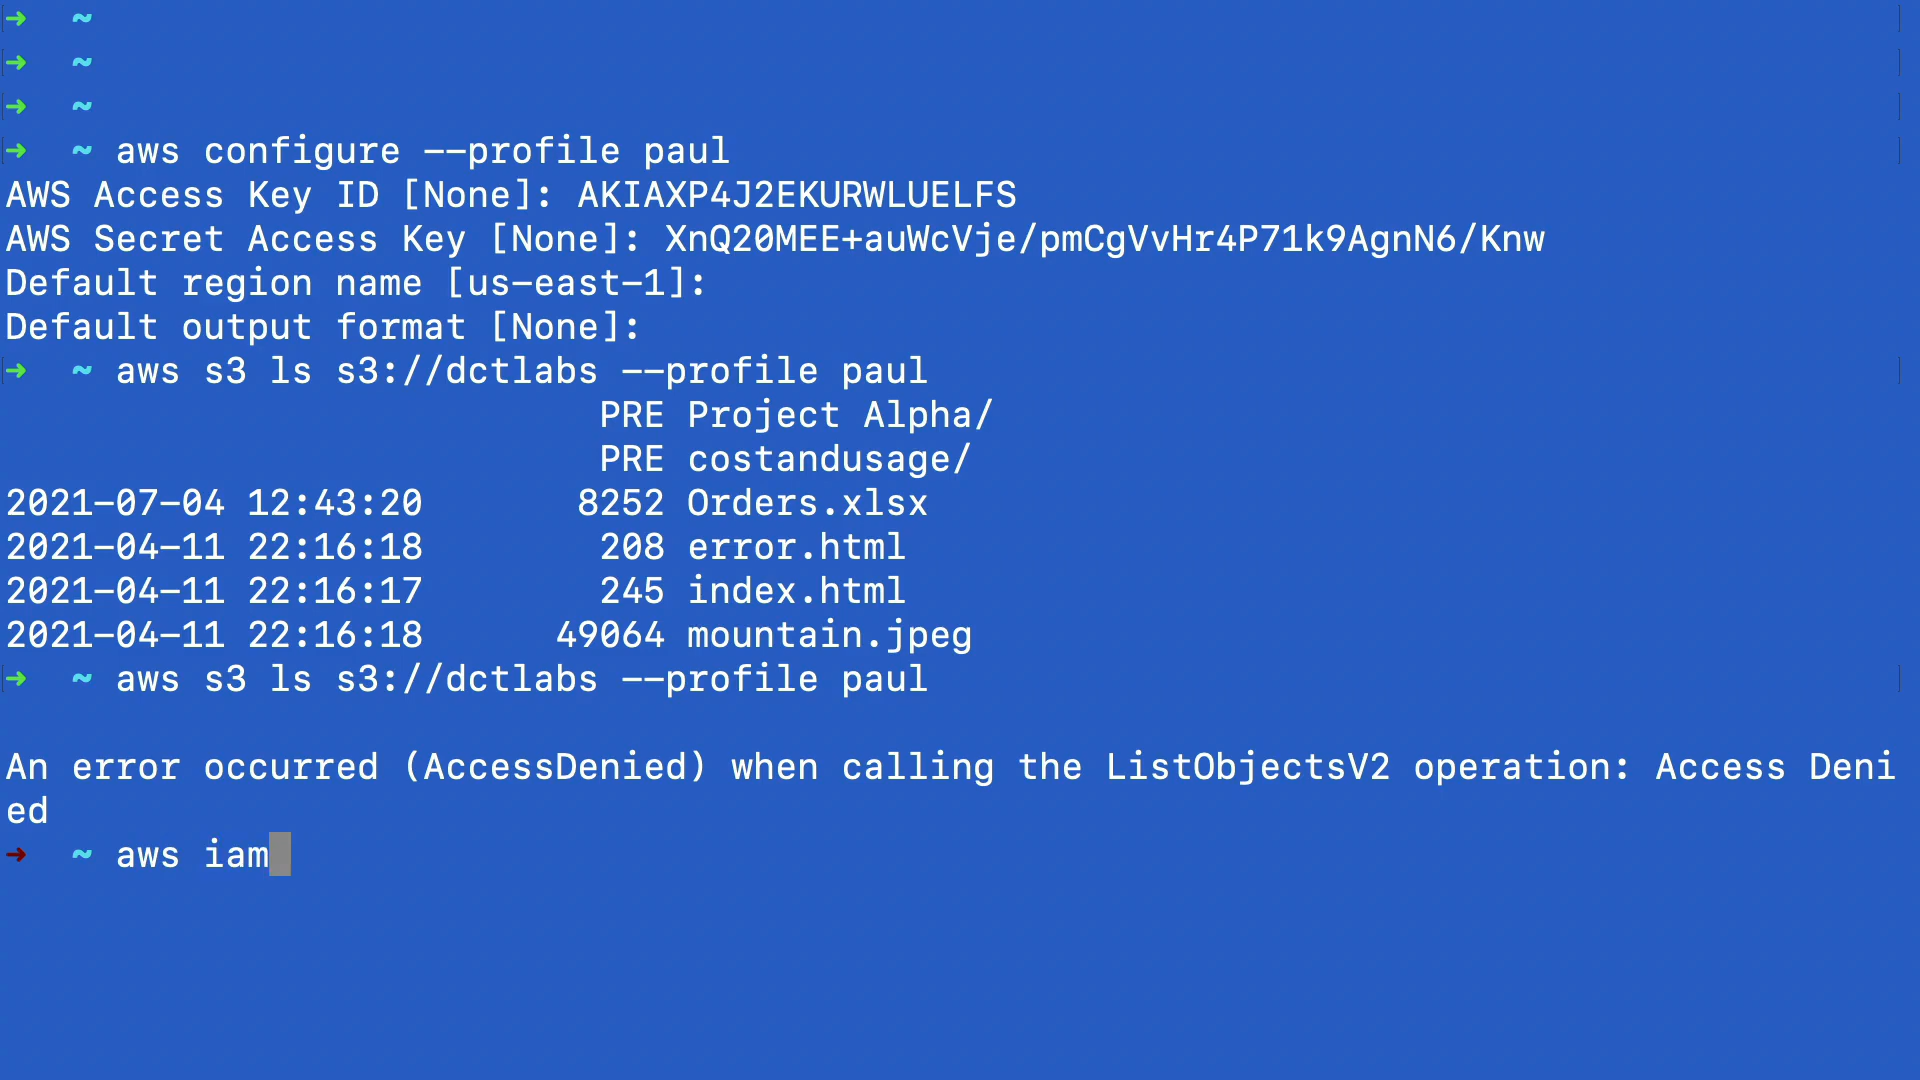 ➜ ~
➜ ~
➜ ~
➜ ~ aws configure --profile paul
AWS Access Key ID [None]: AKIAXP4J2EKURWLUELFS
AWS Secret Access Key [None]: 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
Default region name [us-east-1]:
Default output format [None]:
➜ ~ aws s3 ls s3://dctlabs --profile paul
PRE Project Alpha/
PRE costandusage/
2021-07-04 12:43:20 8252 Orders.xlsx
2021-04-11 22:16:18 208 error.html
2021-04-11 22:16:17 245 index.html
2021-04-11 22:16:18 49064 mountain.jpeg
➜ ~ aws s3 ls s3://dctlabs --profile paul
An error occurred (AccessDenied) when calling the ListObjectsV2 operation: Access Deni
ed
➜ ~ aws iam